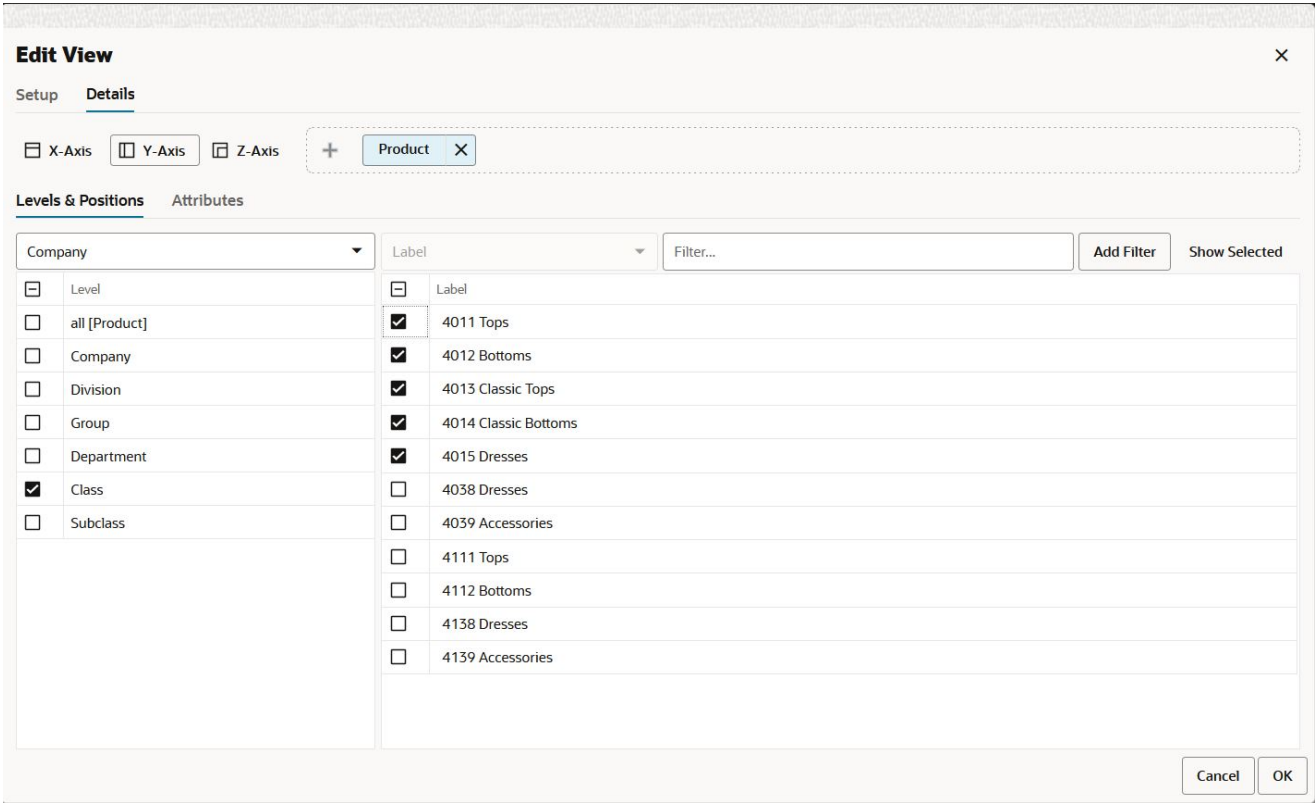 Edit View
Setup Details
X-Axis Y-Axis Z-Axis Product
Levels & Positions Attributes
Company Label Filter... Add Filter Show Selected
Level Label
all [Product] 4011 Tops
Company 4012 Bottoms
Division 4013 Classic Tops
Group 4014 Classic Bottoms
Department 4015 Dresses
Class 4038 Dresses
Subclass 4039 Accessories
4111 Tops
4112 Bottoms
4138 Dresses
4139 Accessories
Cancel OK